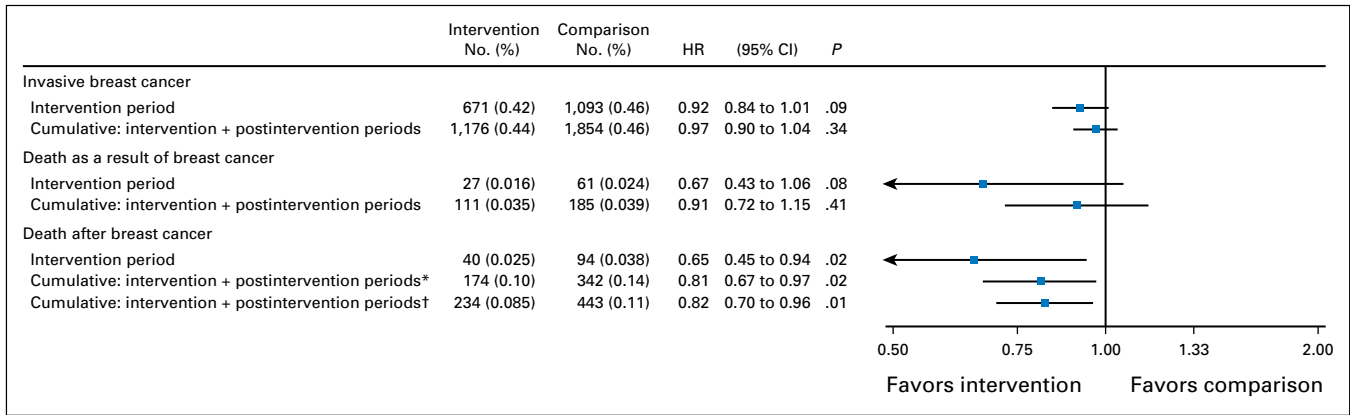 Intervention Comparison
No. (%) No. (%) HR (95% CI) P
Invasive breast cancer
Intervention period 671 (0.42) 1,093 (0.46) 0.92 0.84 to 1.01 .09
Cumulative: intervention + postintervention periods 1,176 (0.44) 1,854 (0.46) 0.97 0.90 to 1.04 .34
Death as a result of breast cancer
Intervention period 27 (0.016) 61 (0.024) 0.67 0.43 to 1.06 .08
Cumulative: intervention + postintervention periods 111 (0.035) 185 (0.039) 0.91 0.72 to 1.15 .41
Death after breast cancer
Intervention period 40 (0.025) 94 (0.038) 0.65 0.45 to 0.94 .02
Cumulative: intervention + postintervention periods* 174 (0.10) 342 (0.14) 0.81 0.67 to 0.97 .02
Cumulative: intervention + postintervention periods† 234 (0.085) 443 (0.11) 0.82 0.70 to 0.96 .01
0.50 0.75 1.00 1.33 2.00
Favors intervention Favors comparison